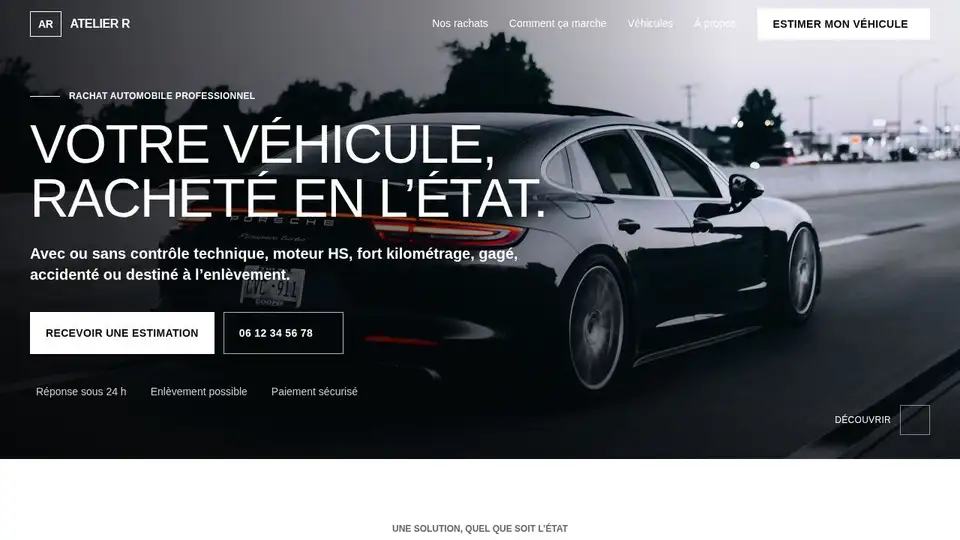 AR
ATELIER R
Nos rachats
Comment ça marche
Véhicules
À propos
ESTIMER MON VÉHICULE
RACHAT AUTOMOBILE PROFESSIONNEL
VOTRE VÉHICULE,
RACHETÉ EN L’ÉTAT.
PORSCHE
Avec ou sans contrôle technique, moteur HS, fort kilométrage, gagé,
accidenté ou destiné à l’enlèvement.
RECEVOIR UNE ESTIMATION
06 12 34 56 78
Réponse sous 24 h
Enlèvement possible
Paiement sécurisé
DÉCOUVRIR
UNE SOLUTION, QUEL QUE SOIT L’ÉTAT